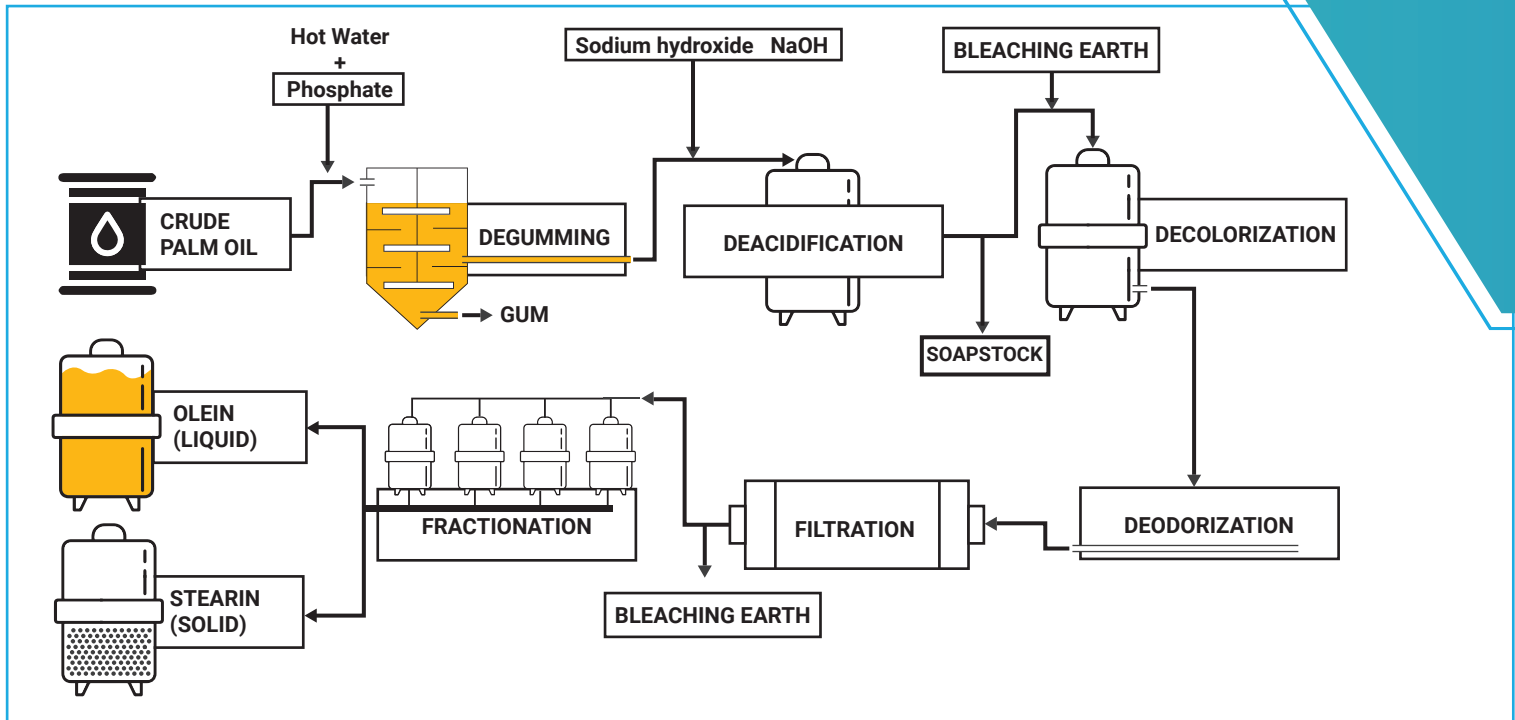 Hot Water
+
Phosphate
Sodium hydroxide NaOH
BLEACHING EARTH
CRUDE
PALM OIL
DEGUMMING
GUM
DEACIDIFICATION
SOAPSTOCK
DECOLORIZATION
DEODORIZATION
FILTRATION
BLEACHING EARTH
FRACTIONATION
OLEIN
(LIQUID)
STEARIN
(SOLID)